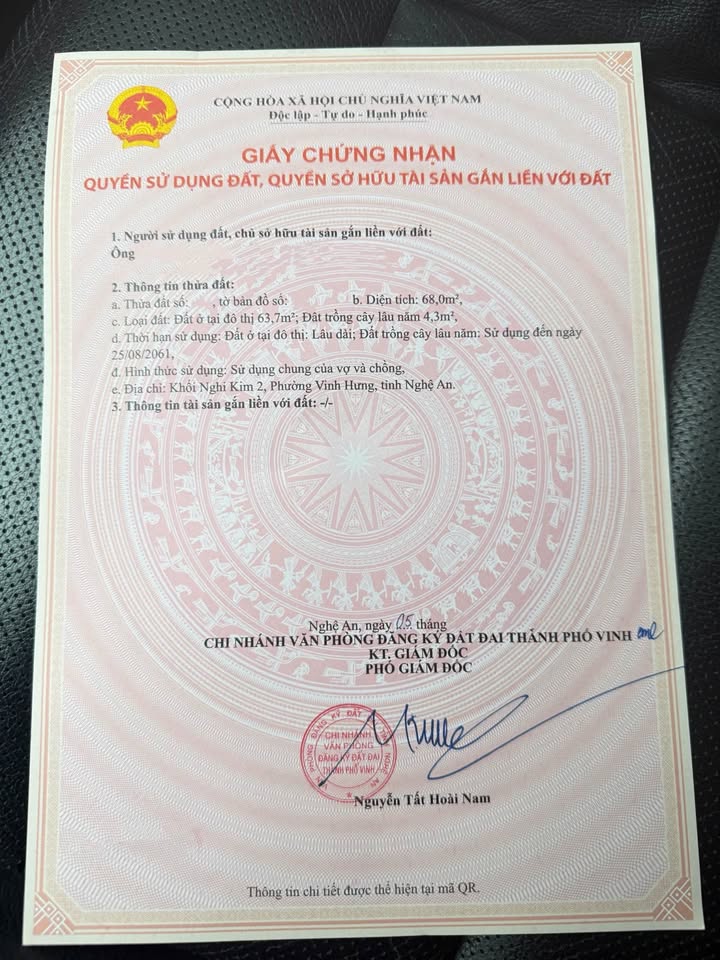 CỘNG HÒA XÃ HỘI CHỦ NGHĨA VIỆT NAM
Độc lập - Tự do - Hạnh phúc
GIẤY CHỨNG NHẬN
QUYỀN SỬ DỤNG ĐẤT, QUYỀN SỞ HỮU TÀI SẢN GẮN LIỀN VỚI ĐẤT
1. Người sử dụng đất, chủ sở hữu tài sản gắn liền với đất:
Ông
2. Thông tin thửa đất:
a. Thửa đất số: , tờ bản đồ số: b. Diện tích: 68,0m²,
c. Loại đất: Đất ở tại đô thị 63,7m²; Đất trồng cây lâu năm 4,3m²,
d. Thời hạn sử dụng: Đất ở tại đô thị: Lâu dài; Đất trồng cây lâu năm: Sử dụng đến ngày
25/08/2061,
đ. Hình thức sử dụng: Sử dụng chung của vợ và chồng,
e. Địa chỉ: Khối Nghi Kim 2, Phường Vinh Hưng, tỉnh Nghệ An.
3. Thông tin tài sản gắn liền với đất: -/-
Nghệ An, ngày 05 tháng
CHI NHÁNH VĂN PHÒNG ĐĂNG KÝ ĐẤT ĐAI THÀNH PHỐ VINH
KT. GIÁM ĐỐC
PHÓ GIÁM ĐỐC
VĂN PHÒNG ĐĂNG KÝ ĐẤT TỈNH NGHỆ AN
CHI NHÁNH
VĂN PHÒNG
ĐĂNG KÝ ĐẤT ĐAI
THÀNH PHỐ VINH
Nguyễn Tất Hoài Nam
Thông tin chi tiết được thể hiện tại mã QR.